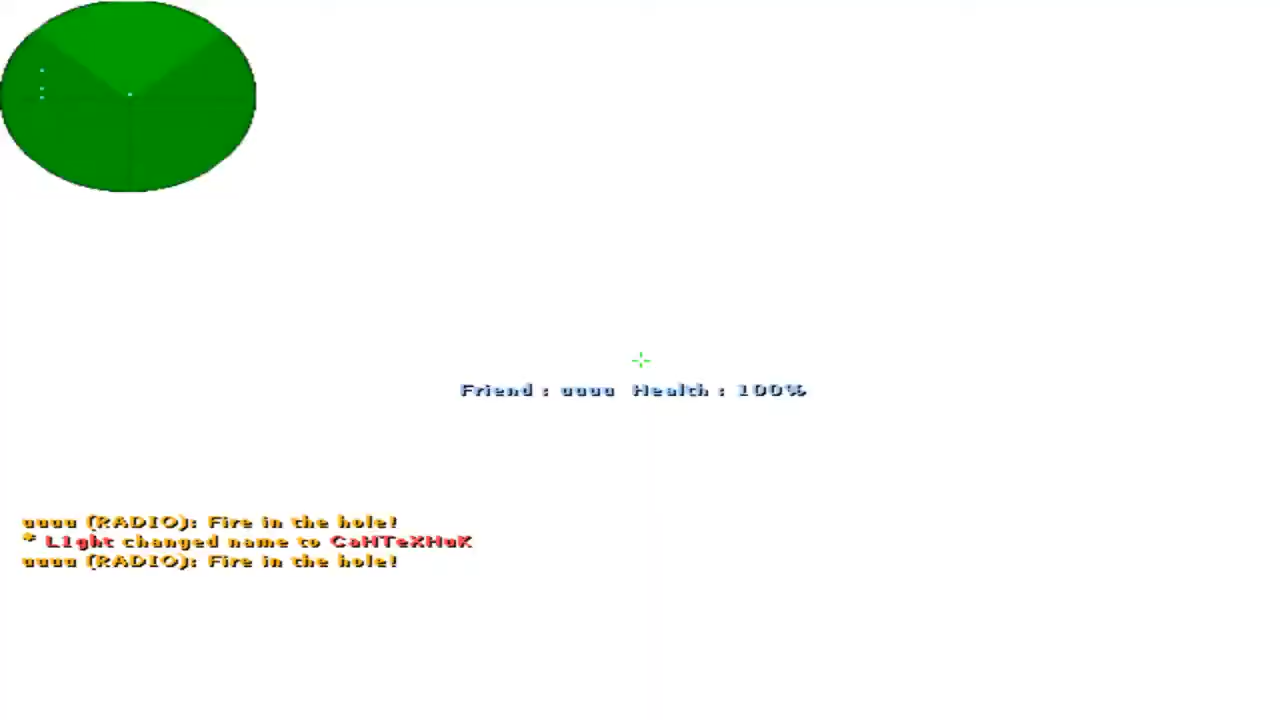 Friend : uuuu Health : 100%
uuuu (RADIO): Fire in the hole!
* L1ght changed name to CaHTeXHuK
uuuu (RADIO): Fire in the hole!